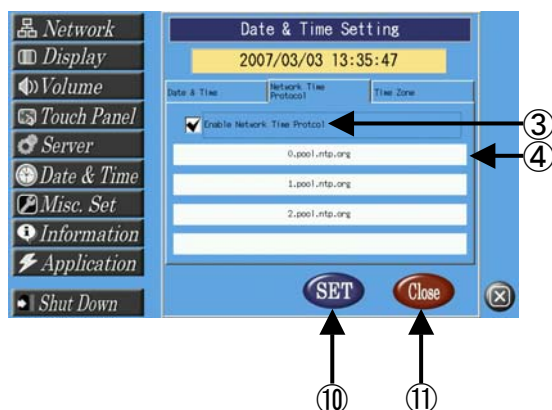 Network
Display
Volume
Touch Panel
Server
Date & Time
Misc. Set
Information
Application
Shut Down
Date & Time Setting
2007/03/03 13:35:47
Date & Time
Network Time
Protocol
Time Zone
Enable Network Time Protcol
0.pool.ntp.org
1.pool.ntp.org
2.pool.ntp.org
SET
Close
③
④
⑩
⑪